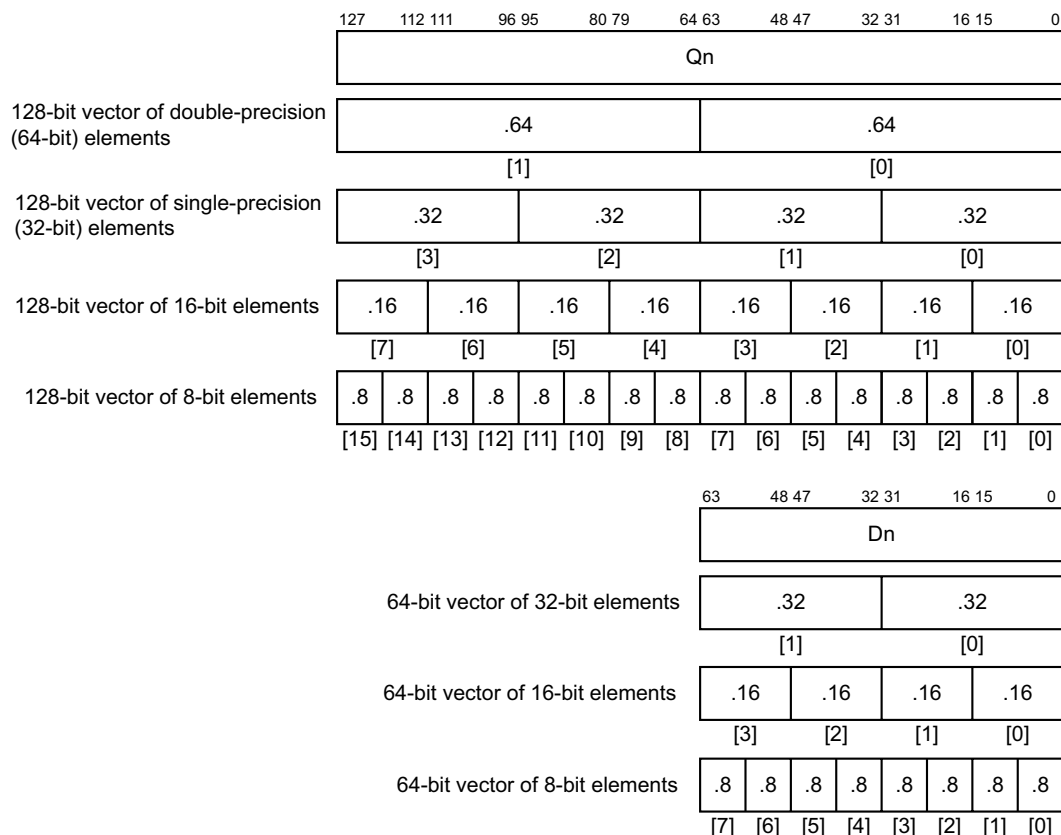 127 112 111 96 95 80 79 64 63 48 47 32 31 16 15 0
Qn
128-bit vector of double-precision
(64-bit) elements
.64 .64
[1] [0]
128-bit vector of single-precision
(32-bit) elements
.32 .32 .32 .32
[3] [2] [1] [0]
128-bit vector of 16-bit elements
.16 .16 .16 .16 .16 .16 .16 .16
[7] [6] [5] [4] [3] [2] [1] [0]
128-bit vector of 8-bit elements
.8 .8 .8 .8 .8 .8 .8 .8 .8 .8 .8 .8 .8 .8 .8 .8
[15] [14] [13] [12] [11] [10] [9] [8] [7] [6] [5] [4] [3] [2] [1] [0]
63 48 47 32 31 16 15 0
Dn
64-bit vector of 32-bit elements
.32 .32
[1] [0]
64-bit vector of 16-bit elements
.16 .16 .16 .16
[3] [2] [1] [0]
64-bit vector of 8-bit elements
.8 .8 .8 .8 .8 .8 .8 .8
[7] [6] [5] [4] [3] [2] [1] [0]